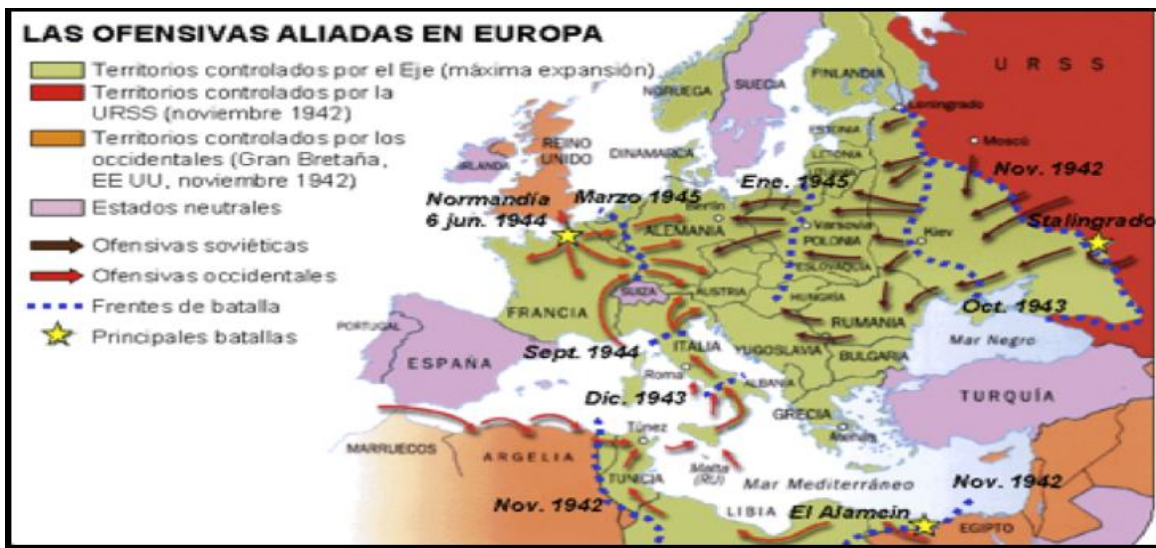 LAS OFENSIVAS ALIADAS EN EUROPA
Territorios controlados por el Eje (máxima expansión)
Territorios controlados por la
URSS (noviembre 1942)
Territorios controlados por los
occidentales (Gran Bretaña,
EE UU, noviembre 1942)
Estados neutrales
Ofensivas soviéticas
Ofensivas occidentales
Frentes de batalla
Principales batallas
URSS
SUECIA
FINLANDIA
NORUEGA
Leningrado
ESTONIA
Moscú
REINO
UNIDO
IRLANDA
DINAMARCA
LETONIA
Nov. 1942
Normandía
6 jun. 1944
Marzo 1945
Ene. 1945
Berlín
Stalingrado
ALEMANIA
Varsovia
POLONIA
Kiev
ESLOVAQUIA
SUIZA
AUSTRIA
HUNGRÍA
Oct. 1943
FRANCIA
RUMANIA
PORTUGAL
Mar Negro
Sept. 1944
ITALIA
YUGOSLAVIA
BULGARIA
ESPAÑA
Roma
ALBANIA
Dic. 1943
TURQUÍA
GRECIA
Atenas
Túnez
MARRUECOS
ARGELIA
Malta
(RU)
Mar Mediterráneo
Nov. 1942
TUNICIA
Nov. 1942
LIBIA
El Alamein
EGIPTO